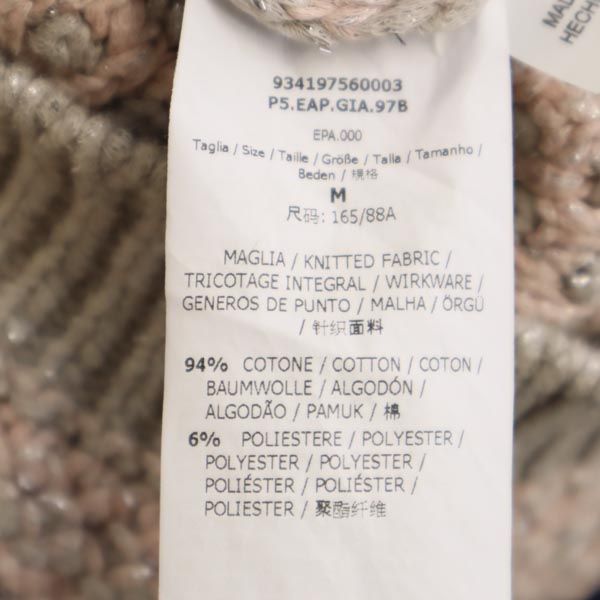 934197560003
P5.EAP.GIA.97B
EPA.000
Taglia / Size / Taille / Größe / Talla / Tamanho /
Beden / 规格
M
尺码: 165/88A
MAGLIA / KNITTED FABRIC /
TRICOTAGE INTEGRAL / WIRKWARE /
GENEROS DE PUNTO / MALHA / ÖRGÜ
/ 针织面料
94% COTONE / COTTON / COTON /
BAUMWOLLE / ALGODÓN /
ALGODÃO / PAMUK / 棉
6% POLIESTERE / POLYESTER /
POLYESTER / POLYESTER /
POLIÉSTER / POLIÉSTER /
POLIESTER / 聚酯纤维